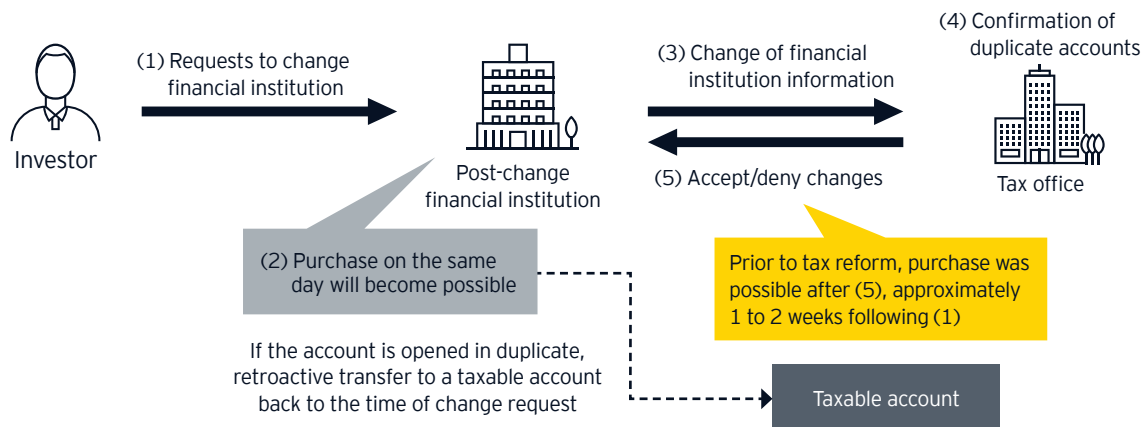 (1) Requests to change
financial institution
Investor
Post-change
financial institution
(3) Change of financial
institution information
(4) Confirmation of
duplicate accounts
(5) Accept/deny changes
Tax office
(2) Purchase on the same
day will become possible
Prior to tax reform, purchase was
possible after (5), approximately
1 to 2 weeks following (1)
If the account is opened in duplicate,
retroactive transfer to a taxable account
back to the time of change request
Taxable account